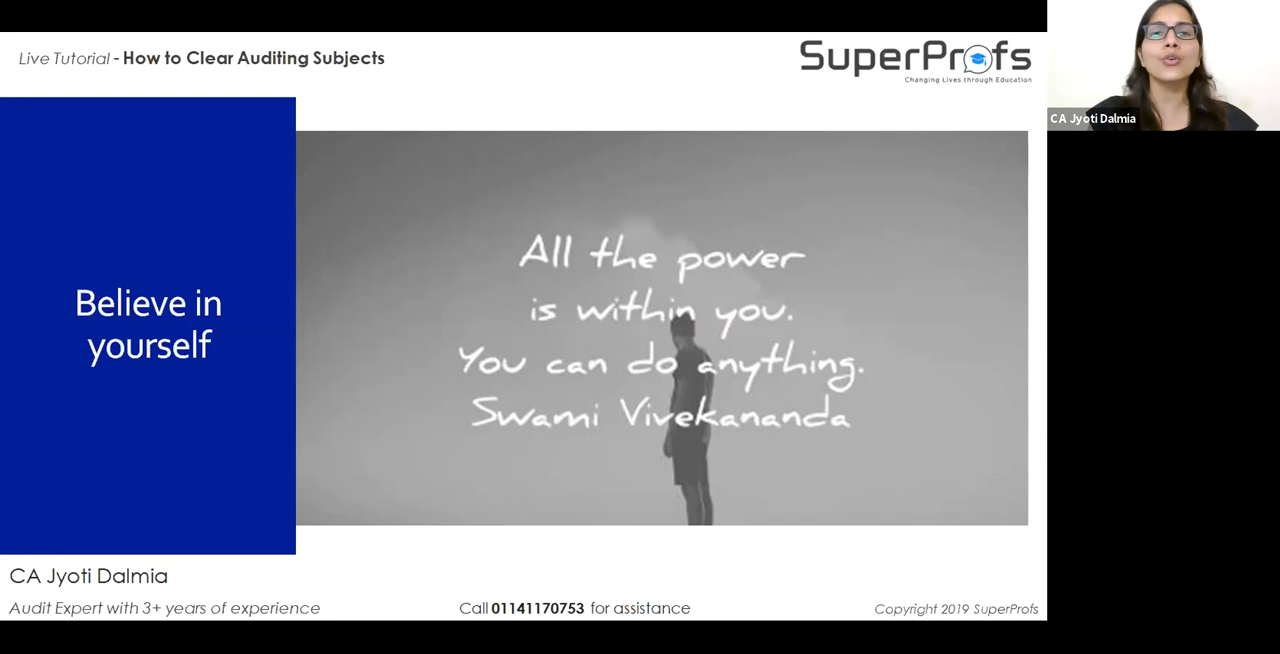 Live Tutorial - How to Clear Auditing Subjects
SuperProfs
Changing Lives through Education
CA Jyoti Dalmia
Believe in
yourself
All the power
is within you.
You can do anything.
Swami Vivekananda
CA Jyoti Dalmia
Audit Expert with 3+ years of experience
Call 01141170753 for assistance
Copyright 2019 SuperProfs